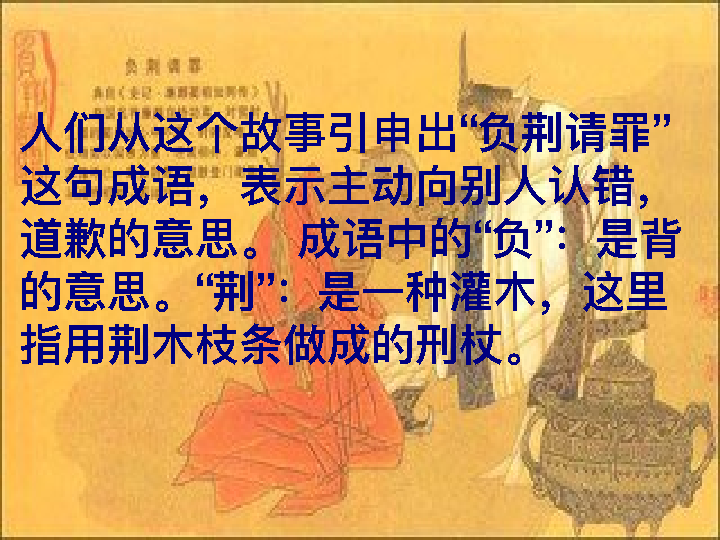 负荆请罪
人们从这个故事引申出“负荆请罪”
这句成语，表示主动向别人认错，
道歉的意思。 成语中的“负”：是背
的意思。“荆”：是一种灌木，这里
指用荆木枝条做成的刑杖。